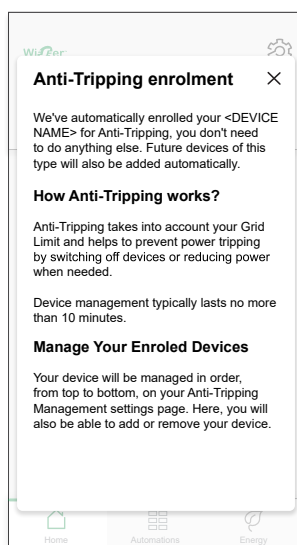 Anti-Tripping enrolment
We've automatically enrolled your <DEVICE
NAME> for Anti-Tripping, you don't need
to do anything else. Future devices of this
type will also be added automatically.
How Anti-Tripping works?
Anti-Tripping takes into account your Grid
Limit and helps to prevent power tripping
by switching off devices or reducing power
when needed.
Device management typically lasts no more
than 10 minutes.
Manage Your Enroled Devices
Your device will be managed in order,
from top to bottom, on your Anti-Tripping
Management settings page. Here, you will
also be able to add or remove your device.
Home Automations Energy